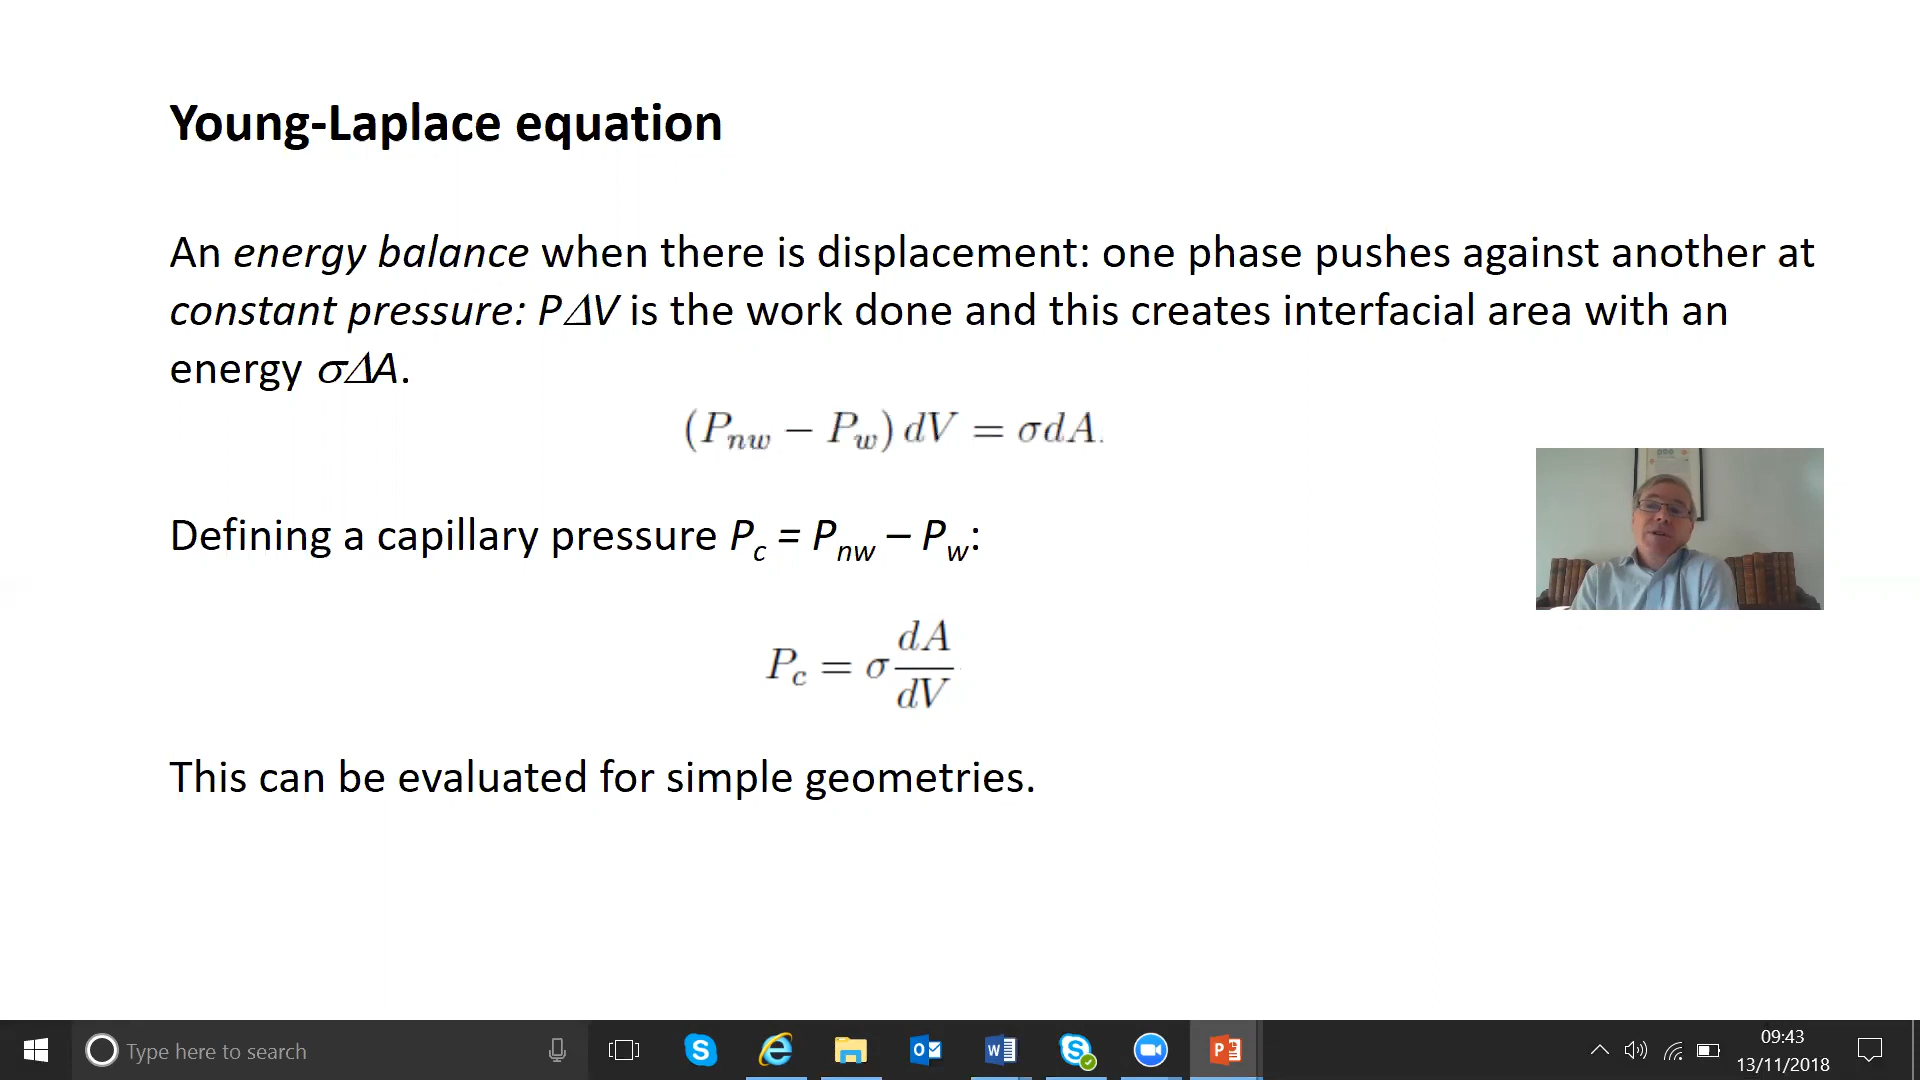 Young-Laplace equation
An energy balance when there is displacement: one phase pushes against another at
constant pressure: PΔV is the work done and this creates interfacial area with an
energy σΔA.
(P_nw − P_w) dV = σdA.
Defining a capillary pressure P_c = P_nw – P_w:
P_c = σ dA/dV
This can be evaluated for simple geometries.
Type here to search
09:43
13/11/2018